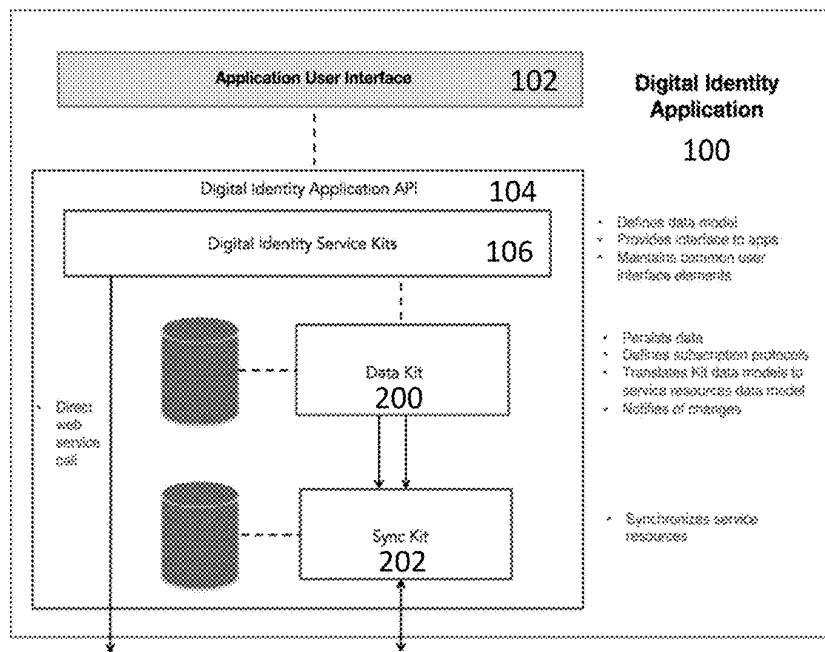 Application User Interface 102
Digital Identity
Application
100
Digital Identity Application API 104
Digital Identity Service Kits 106
• Defines data model
• Provides interface to apps
• Maintains common user
interface elements
Data Kit
200
• Persists data
• Defines subscription protocols
• Translates Kit data models to
service resources data model
• Notifies of changes
• Direct
web
service
call
Sync Kit
202
• Synchronizes service
resources